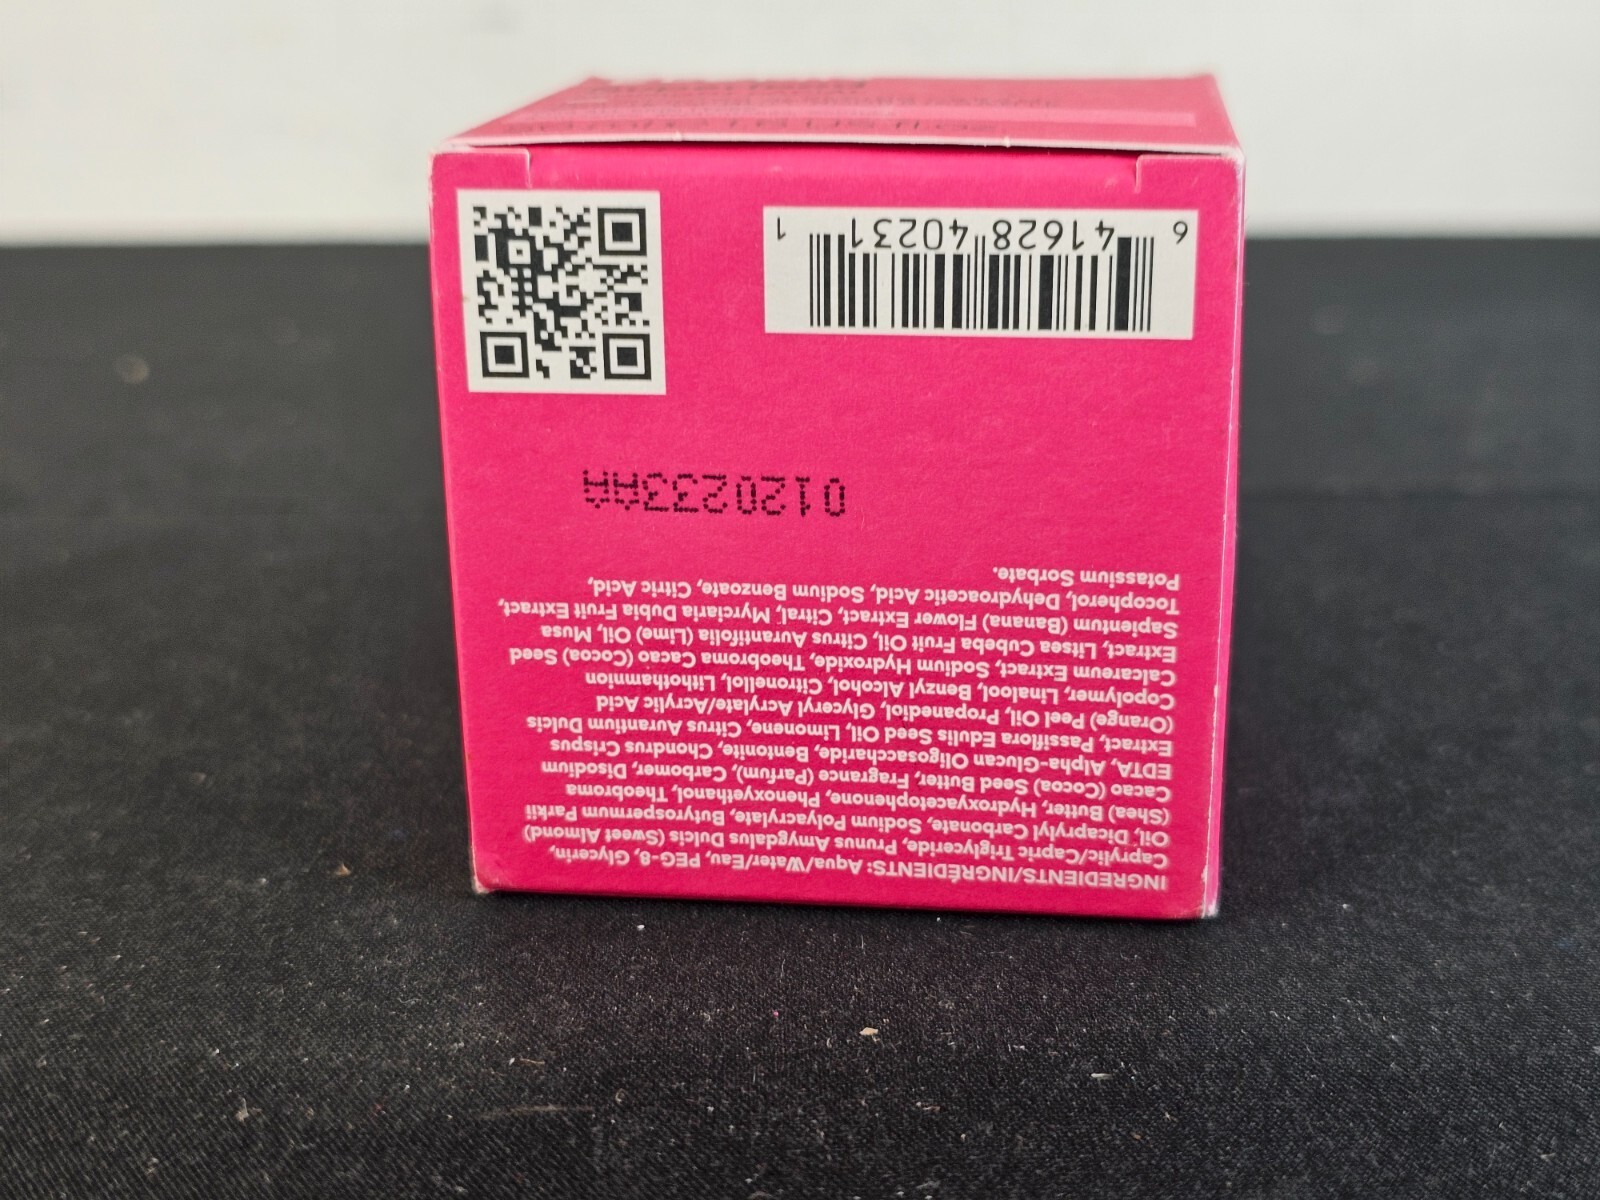 INGREDIENTS/INGRÉDIENTS: Aqua/Water/Eau, PEG-8, Glycerin,
Caprylic/Capric Triglyceride, Prunus Amygdalus Dulcis (Sweet Almond)
Oil, Dicaprylyl Carbonate, Sodium Polyacrylate, Butyrospermum Parkii
(Shea) Butter, Hydroxyacetophenone, Phenoxyethanol, Theobroma
Cacao (Cocoa) Seed Butter, Fragrance (Parfum), Carbomer, Disodium
EDTA, Alpha-Glucan Oligosaccharide, Bentonite, Chondrus Crispus
Extract, Passiflora Edulis Seed Oil, Limonene, Citrus Aurantium Dulcis
(Orange) Peel Oil, Propanediol, Glyceryl Acrylate/Acrylic Acid
Copolymer, Linalool, Benzyl Alcohol, Citronellol, Lithothamnion
Calcareum Extract, Sodium Hydroxide, Theobroma Cacao (Cocoa) Seed
Extract, Litsea Cubeba Fruit Oil, Citrus Aurantifolia (Lime) Oil, Musa
Sapientum (Banana) Flower Extract, Citral, Myrciaria Dubia Fruit Extract,
Tocopherol, Dehydroacetic Acid, Sodium Benzoate, Citric Acid,
Potassium Sorbate.
0120233AA
6 41628 40231 1